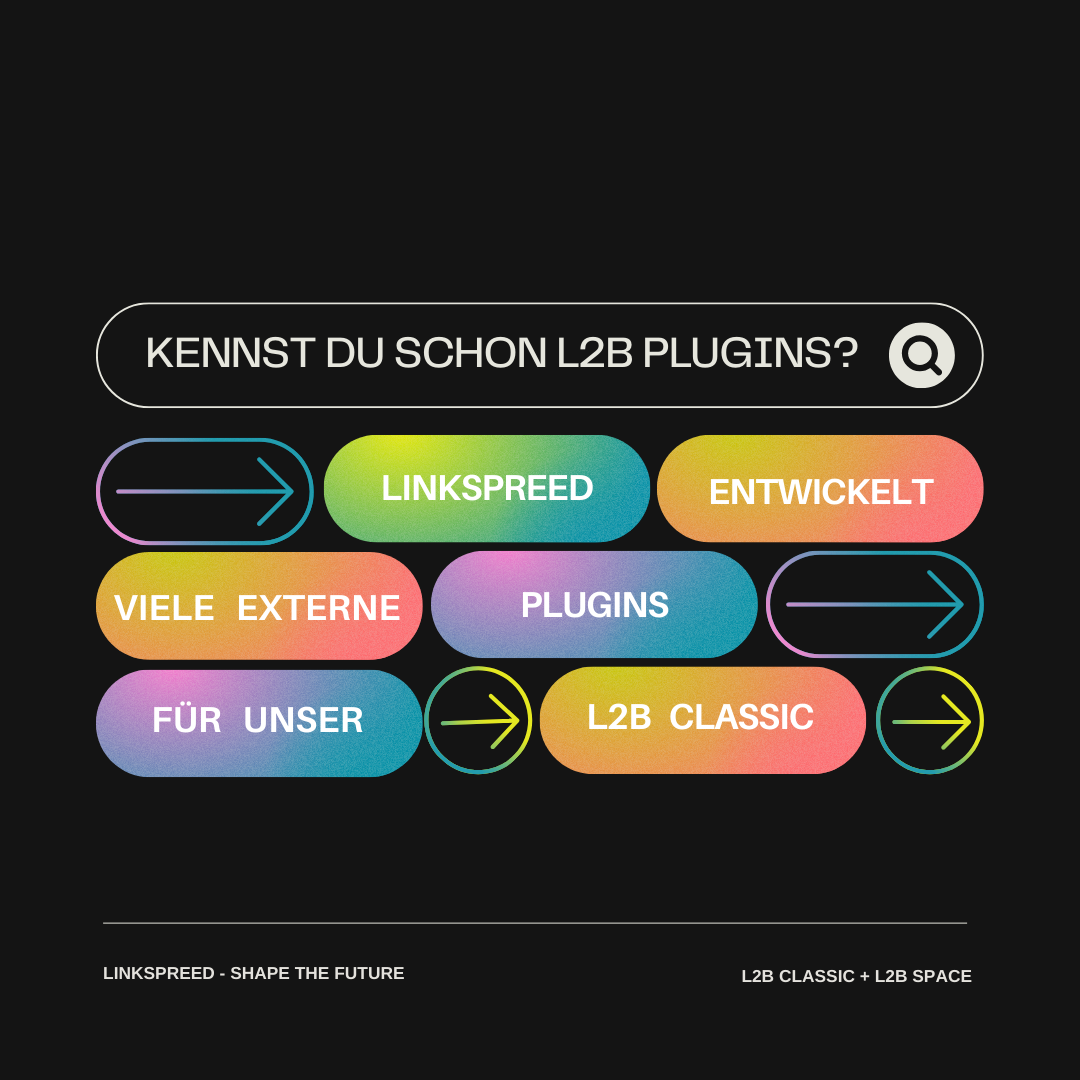 KENNST DU SCHON L2B PLUGINS?
LINKSPREED
ENTWICKELT
VIELE EXTERNE
PLUGINS
FÜR UNSER
L2B CLASSIC
LINKSPREED - SHAPE THE FUTURE
L2B CLASSIC + L2B SPACE